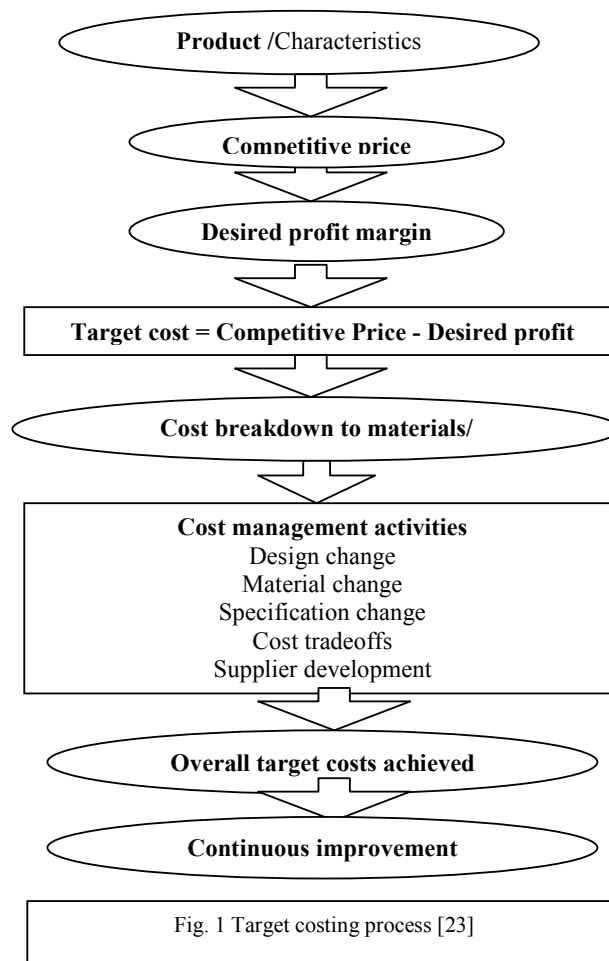 Product /Characteristics
Competitive price
Desired profit margin
Target cost = Competitive Price - Desired profit
Cost breakdown to materials/
Cost management activities
Design change
Material change
Specification change
Cost tradeoffs
Supplier development
Overall target costs achieved
Continuous improvement
Fig. 1 Target costing process [23]